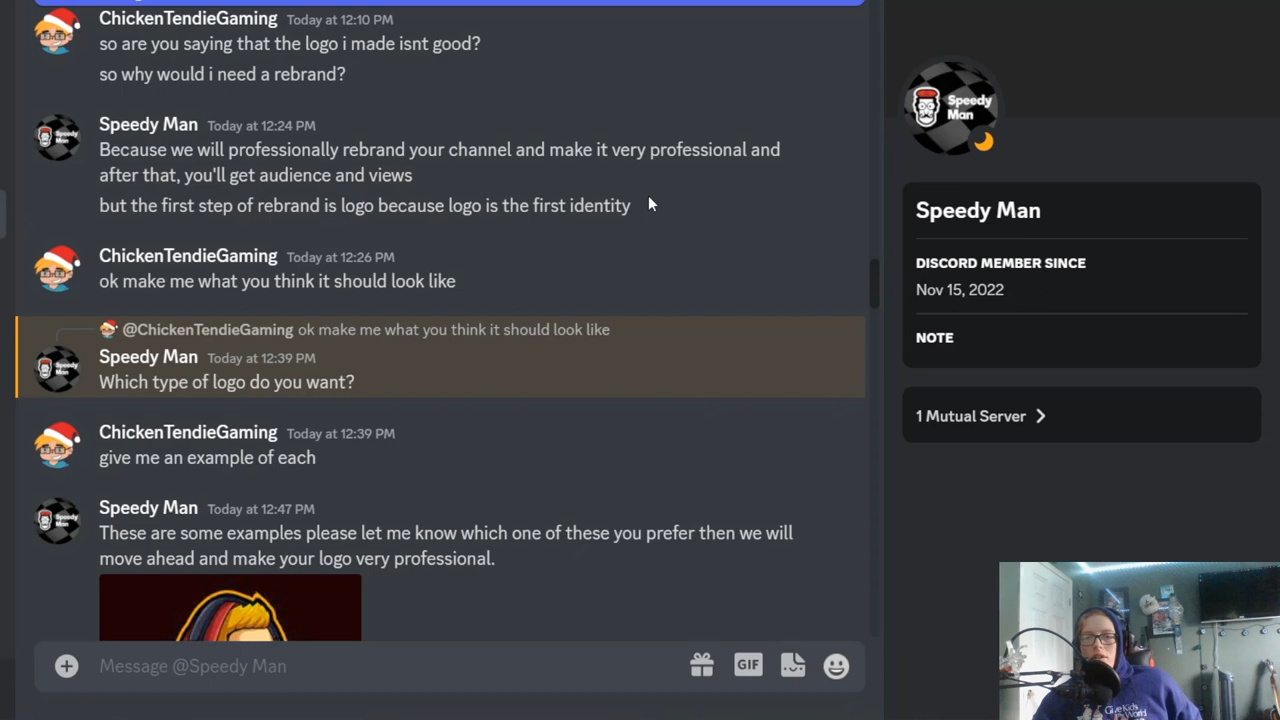 ChickenTendieGaming Today at 12:10 PM
so are you saying that the logo i made isnt good?
so why would i need a rebrand?
Speedy Man Today at 12:24 PM
Because we will professionally rebrand your channel and make it very professional and
after that, you'll get audience and views
but the first step of rebrand is logo because logo is the first identity
ChickenTendieGaming Today at 12:26 PM
ok make me what you think it should look like
@ChickenTendieGaming ok make me what you think it should look like
Speedy Man Today at 12:39 PM
Which type of logo do you want?
ChickenTendieGaming Today at 12:39 PM
give me an example of each
Speedy Man Today at 12:47 PM
These are some examples please let me know which one of these you prefer then we will
move ahead and make your logo very professional.
Message @Speedy Man
GIF
Speedy
Man
Speedy Man
DISCORD MEMBER SINCE
Nov 15, 2022
NOTE
1 Mutual Server
Give Kids
The World